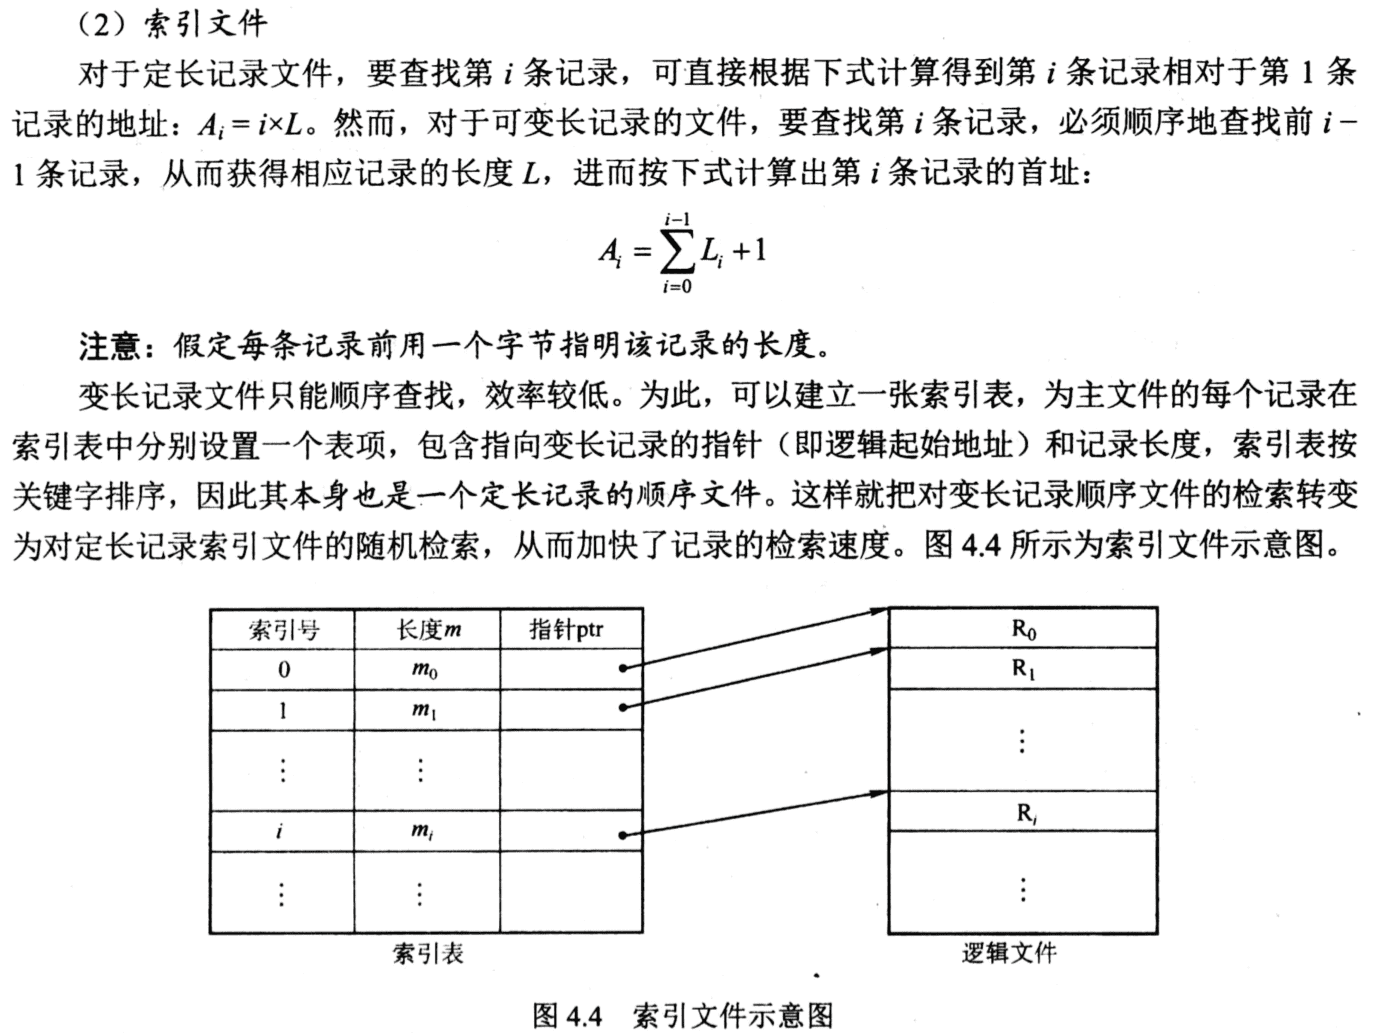 （2）索引文件
对于定长记录文件，要查找第 i 条记录，可直接根据下式计算得到第 i 条记录相对于第 1 条
记录的地址：Aᵢ = i×L。然而，对于可变长记录的文件，要查找第 i 条记录，必须顺序地查找前 i −
1 条记录，从而获得相应记录的长度 L，进而按下式计算出第 i 条记录的首址：
Aᵢ = ∑_{i=0}^{i−1} Lᵢ + 1
注意：假定每条记录前用一个字节指明该记录的长度。
变长记录文件只能顺序查找，效率较低。为此，可以建立一张索引表，为主文件的每个记录在
索引表中分别设置一个表项，包含指向变长记录的指针（即逻辑起始地址）和记录长度，索引表按
关键字排序，因此其本身也是一个定长记录的顺序文件。这样就把对变长记录顺序文件的检索转变
为对定长记录索引文件的随机检索，从而加快了记录的检索速度。图 4.4 所示为索引文件示意图。
索引号 长度m 指针ptr
0 m₀
1 m₁
⋮ ⋮
i mᵢ
⋮ ⋮
索引表
R₀
R₁
⋮
Rᵢ
⋮
逻辑文件
图 4.4 索引文件示意图